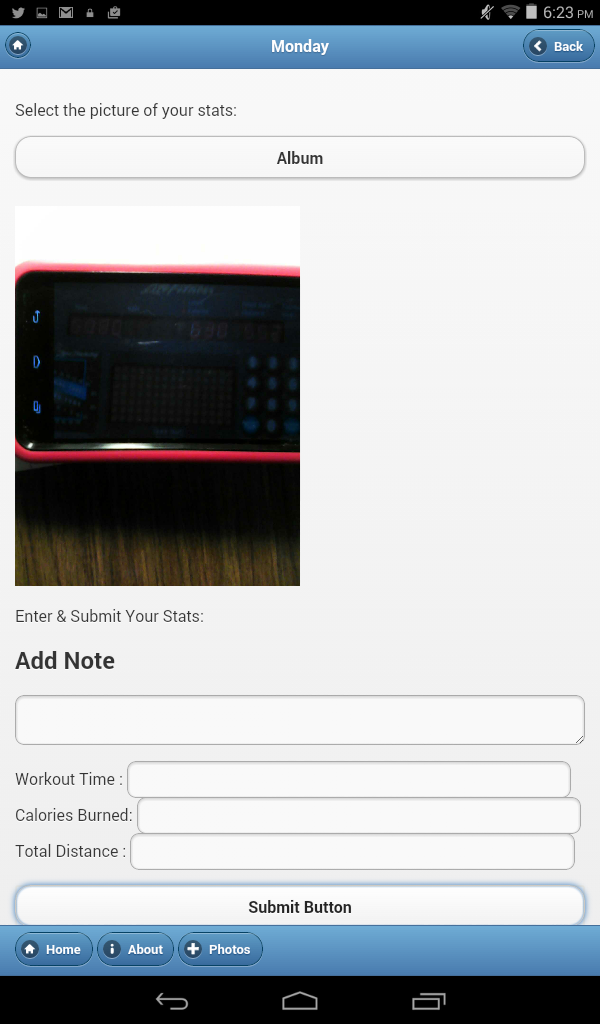 6:23 PM
Monday
Back
Select the picture of your stats:
Album
Enter & Submit Your Stats:
Add Note
Workout Time :
Calories Burned:
Total Distance :
Submit Button
Home
About
Photos